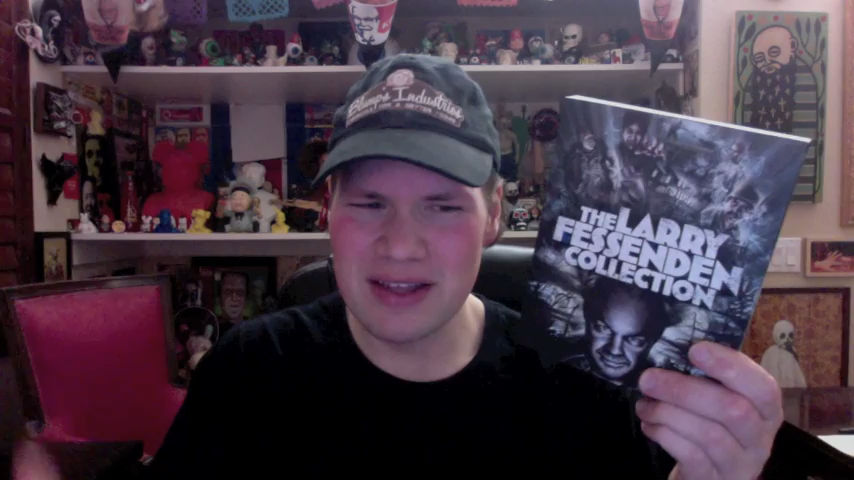 Blumps Industries
THE LARRY
FESSENDEN
COLLECTION